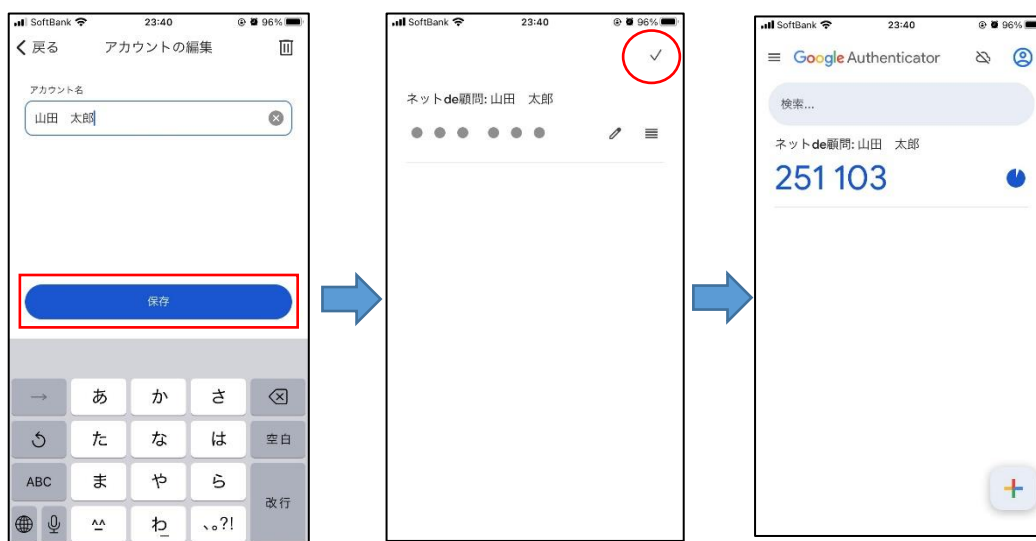 SoftBank 23:40 96%
戻る アカウントの編集
アカウント名
山田 太郎
保存
→ あ か さ
た な は 空白
ABC ま や ら
改行
^^ わ_ 、。?!
SoftBank 23:40 96%
ネットde顧問: 山田 太郎
SoftBank 23:40 96%
Google Authenticator
検索...
ネットde顧問: 山田 太郎
251 103